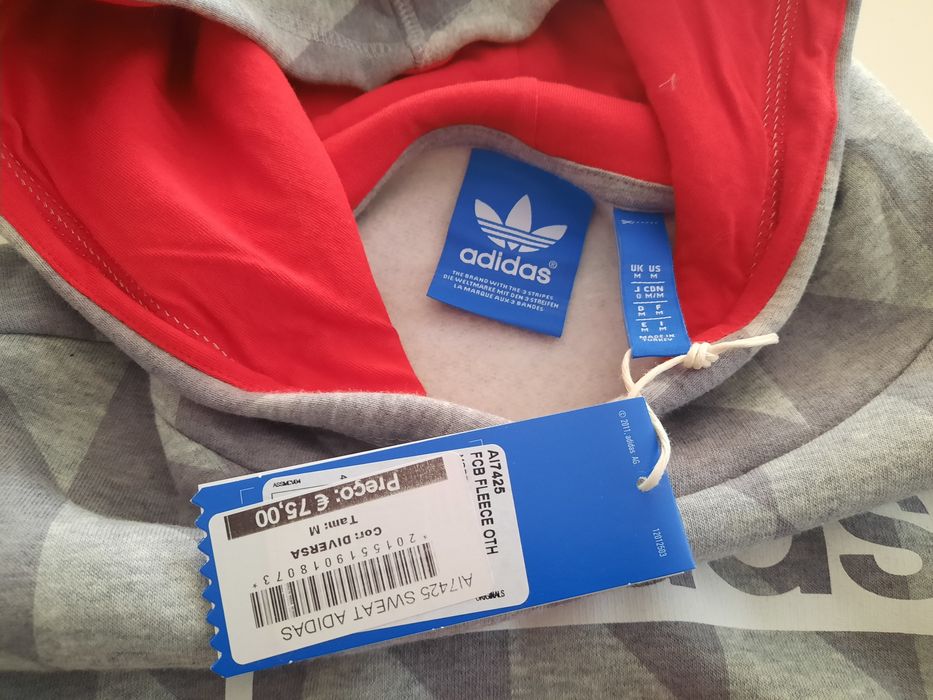 adidas®
THE BRAND WITH THE 3 STRIPES
DIE WELTMARKE MIT DEN 3 STREIFEN
LA MARQUE AUX 3 BANDES
UK US
M M
J CDN
O M/M
D F
M M
E I
M M
MADE IN
TURKEY
© 2011, adidas AG
12012603
AI7425
FCB FLEECE OTH
AI7425 SWEAT ADIDAS
*2015519018073*
Cor: DIVERSA
Tam: M
Preço: € 75,00